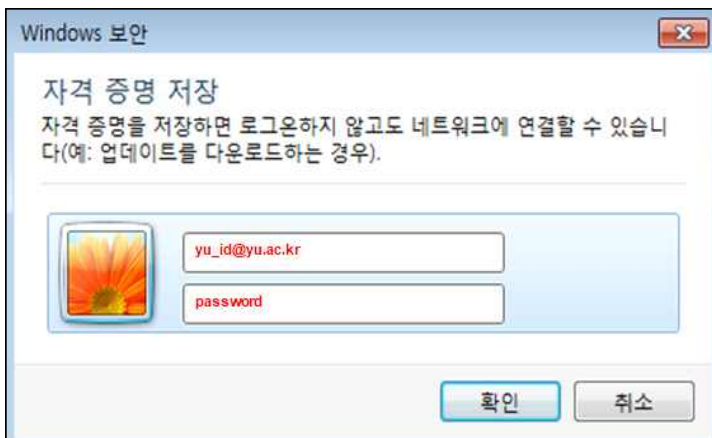 Windows 보안
자격 증명 저장
자격 증명을 저장하면 로그온하지 않고도 네트워크에 연결할 수 있습니
다(예: 업데이트를 다운로드하는 경우).
yu_id@yu.ac.kr
password
확인
취소